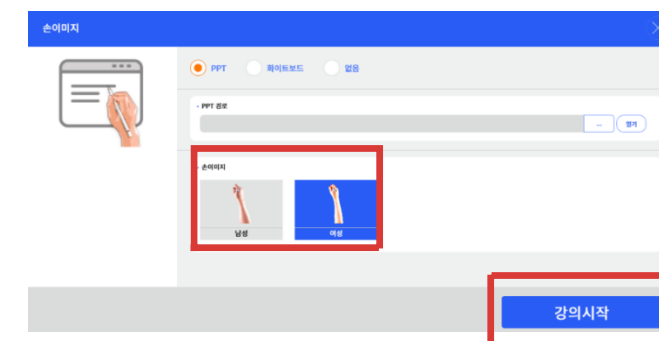 손이미지
PPT 화이트보드 없음
- PPT 경로
... 열기
- 손이미지
남성 여성
강의시작